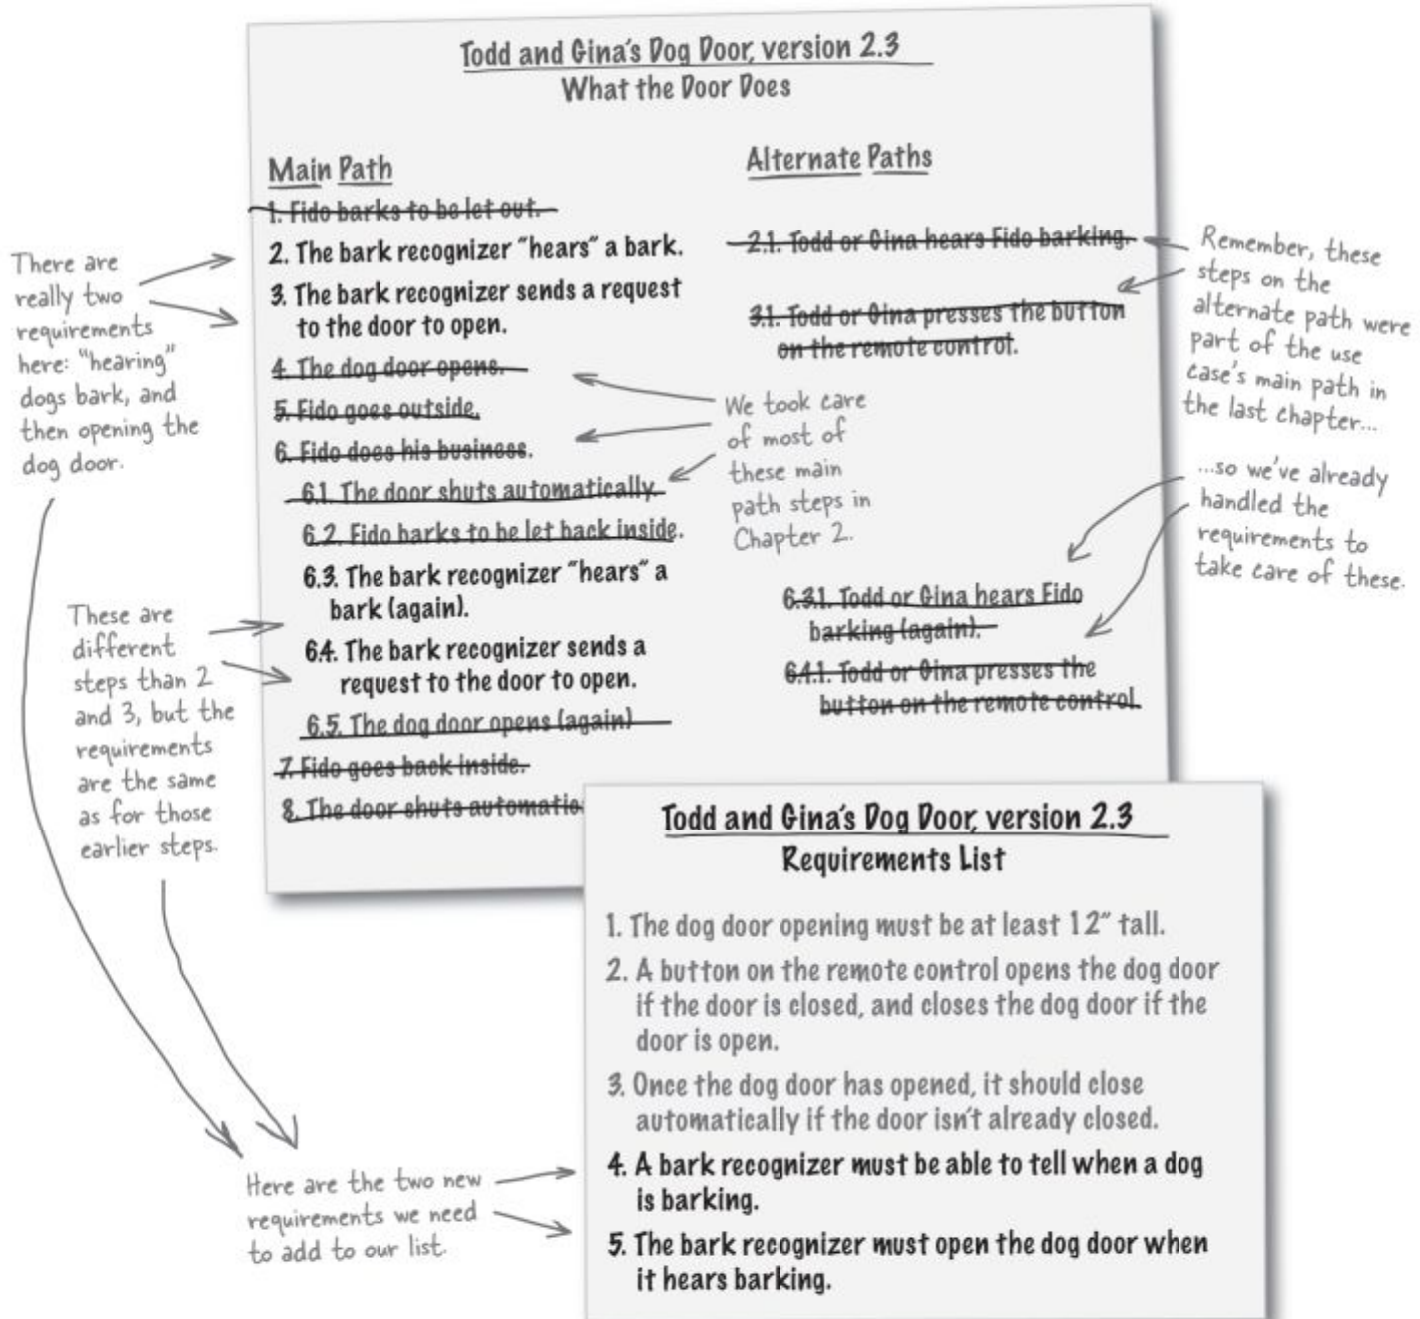 Todd and Gina's Dog Door, version 2.3
What the Door Does
Main Path
1. Fido barks to be let out.
2. The bark recognizer "hears" a bark.
3. The bark recognizer sends a request
to the door to open.
4. The dog door opens.
5. Fido goes outside.
6. Fido does his business.
6.1. The door shuts automatically.
6.2. Fido barks to be let back inside.
6.3. The bark recognizer "hears" a
bark (again).
6.4. The bark recognizer sends a
request to the door to open.
6.5. The dog door opens (again)
7. Fido goes back inside.
8. The door shuts automatic
Alternate Paths
2.1. Todd or Gina hears Fido barking.
3.1. Todd or Gina presses the button
on the remote control.
6.3.1. Todd or Gina hears Fido
barking (again).
6.4.1. Todd or Gina presses the
button on the remote control.
There are
really two
requirements
here: "hearing"
dogs bark, and
then opening the
dog door.
These are
different
steps than 2
and 3, but the
requirements
are the same
as for those
earlier steps.
We took care
of most of
these main
path steps in
Chapter 2.
Remember, these
steps on the
alternate path were
part of the use
case's main path in
the last chapter...
...so we've already
handled the
requirements to
take care of these.
Todd and Gina's Dog Door, version 2.3
Requirements List
1. The dog door opening must be at least 12" tall.
2. A button on the remote control opens the dog door
if the door is closed, and closes the dog door if the
door is open.
3. Once the dog door has opened, it should close
automatically if the door isn't already closed.
4. A bark recognizer must be able to tell when a dog
is barking.
5. The bark recognizer must open the dog door when
it hears barking.
Here are the two new
requirements we need
to add to our list.